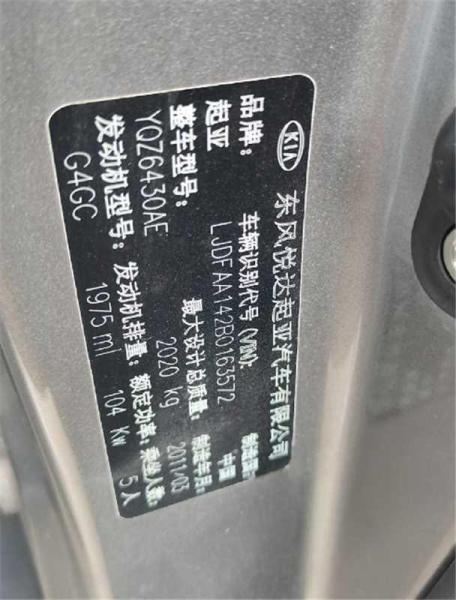 KIA 东风悦达起亚汽车有限公司
品牌: 车辆识别代号 (VIN): 制造国:
起亚 LJDFAA142B0163572 中国
整车型号: 最大设计总质量: 制造年月:
YQZ6430AE 2020 kg 2011/03
发动机型号: 发动机排量: 额定功率: 乘坐人数:
G4GC 1975 ml 104 Kw 5人